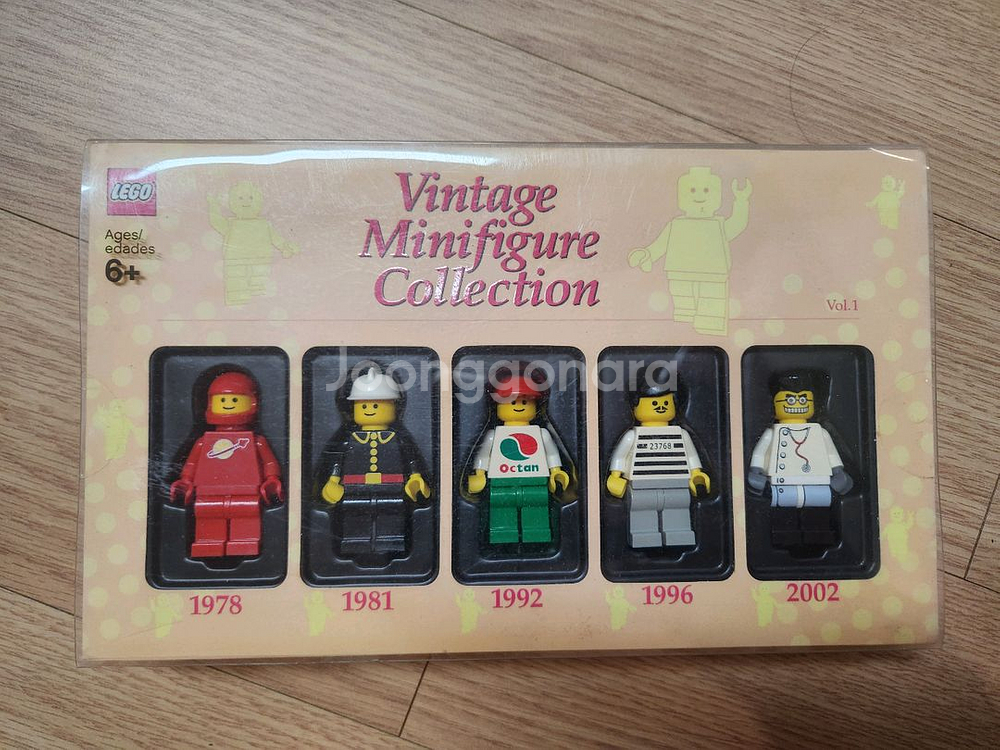 LEGO
Ages/
edades
6+
Vintage
Minifigure
Collection
Vol.1
Joonggonara
Octan
23768
1978
1981
1992
1996
2002